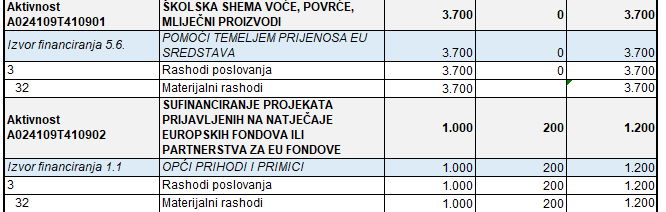 Aktivnost ŠKOLSKA SHEMA VOĆE, POVRĆE, 3.700 0 3.700
A024109T410901 MLIJEČNI PROIZVODI
Izvor financiranja 5.6. POMOĆI TEMELJEM PRIJENOSA EU 3.700 0 3.700
SREDSTAVA
3 Rashodi poslovanja 3.700 0 3.700
32 Materijalni rashodi 3.700 3.700
Aktivnost SUFINANCIRANJE PROJEKATA 1.000 200 1.200
A024109T410902 PRIJAVLJENIH NA NATJEČAJE
EUROPSKIH FONDOVA ILI
PARTNERSTVA ZA EU FONDOVE
Izvor financiranja 1.1 OPĆI PRIHODI I PRIMICI 1.000 200 1.200
3 Rashodi poslovanja 1.000 200 1.200
32 Materijalni rashodi 1.000 200 1.200